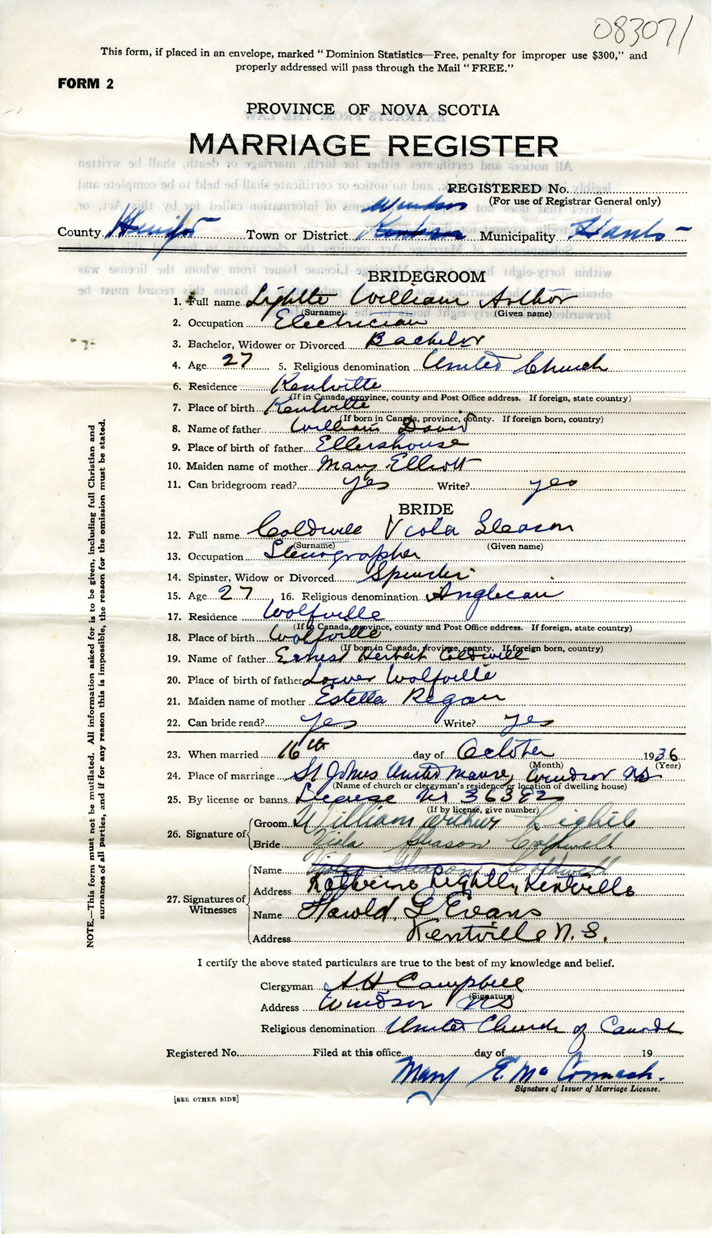 083071
This form, if placed in an envelope, marked "Dominion Statistics—Free, penalty for improper use $300," and
properly addressed will pass through the Mail "FREE."
FORM 2
PROVINCE OF NOVA SCOTIA
MARRIAGE REGISTER
REGISTERED No.
(For use of Registrar General only)
Windsor
County Town or District Municipality Hants
BRIDEGROOM
1. Full name Lightle William Arthur
(Surname) (Given name)
2. Occupation Electrician
3. Bachelor, Widower or Divorced Bachelor
4. Age 27 5. Religious denomination United Church
6. Residence Kentville
(If in Canada, province, county and Post Office address. If foreign, state country)
7. Place of birth Kentville
(If born in Canada, province, county. If foreign born, country)
8. Name of father William David
9. Place of birth of father Ellershouse
10. Maiden name of mother Mary Elliott
11. Can bridegroom read? yes Write? yes
BRIDE
12. Full name Coldwell Viola Gleason
(Surname) (Given name)
13. Occupation Stenographer
14. Spinster, Widow or Divorced Spinster
15. Age 27 16. Religious denomination Anglican
17. Residence Wolfville
(If in Canada, province, county and Post Office address. If foreign, state country)
18. Place of birth Wolfville
(If born in Canada, province, county. If foreign born, country)
19. Name of father Ernest Herbert Coldwell
20. Place of birth of father Lower Wolfville
21. Maiden name of mother Estella Regan
22. Can bride read? yes Write? yes
23. When married 16th day of October 1936
(Month) (Year)
24. Place of marriage St Johns United Manse, Windsor NS
(Name of church or clergyman's residence or location of dwelling house)
25. By license or banns License No 36392
(If by license, give number)
26. Signature of Groom William Arthur Lightle
Bride Viola Gleason Coldwell
27. Signatures of Witnesses
Name Viola Gleason Coldwell
Address Katherine Lightle, Kentville
Name Harold G Evans
Address Kentville N.S.
I certify the above stated particulars are true to the best of my knowledge and belief.
Clergyman A H Campbell
(Signature)
Address Windsor NS
Religious denomination United Church of Canada
Registered No. Filed at this office day of 19
Mary E. McCormack.
Signature of Issuer of Marriage License.
[SEE OTHER SIDE]
NOTE.—This form must not be mutilated. All information asked for is to be given, including full Christian and
surnames of all parties, and if for any reason this is impossible, the reason for the omission must be stated.